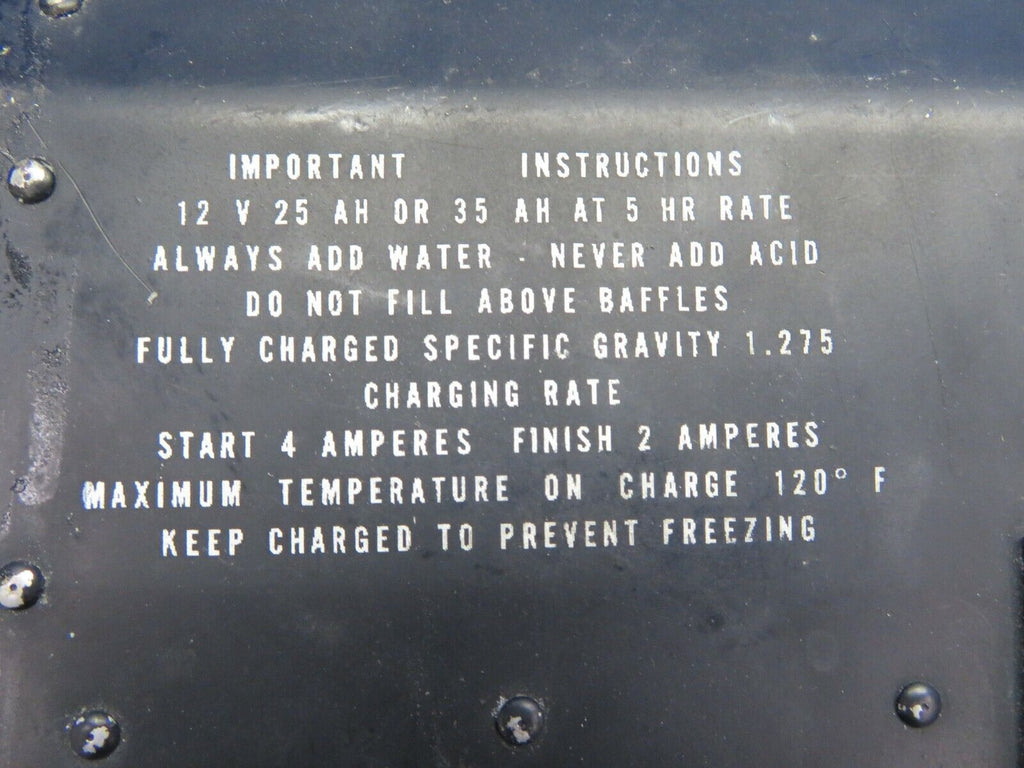 IMPORTANT INSTRUCTIONS
12 V 25 AH OR 35 AH AT 5 HR RATE
ALWAYS ADD WATER - NEVER ADD ACID
DO NOT FILL ABOVE BAFFLES
FULLY CHARGED SPECIFIC GRAVITY 1.275
CHARGING RATE
START 4 AMPERES FINISH 2 AMPERES
MAXIMUM TEMPERATURE ON CHARGE 120° F
KEEP CHARGED TO PREVENT FREEZING